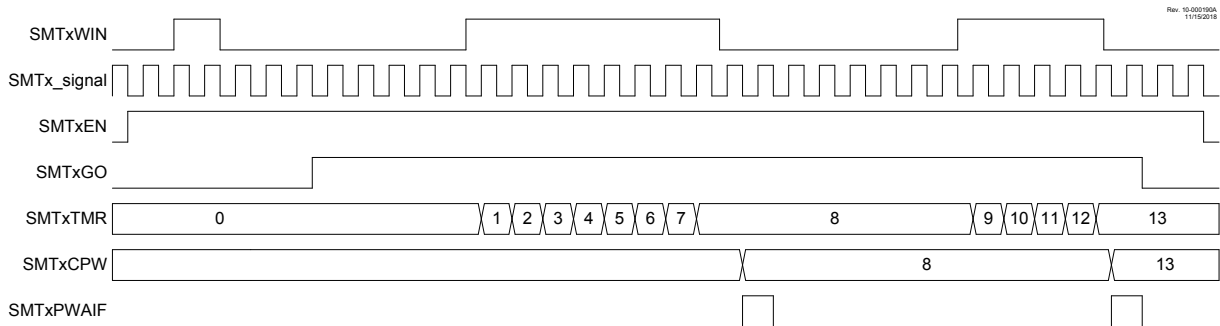 Rev. 10-000190A
11/15/2018
SMTxWIN
SMTx_signal
SMTxEN
SMTxGO
SMTxTMR 0 1 2 3 4 5 6 7 8 9 10 11 12 13
SMTxCPW 8 13
SMTxPWAIF